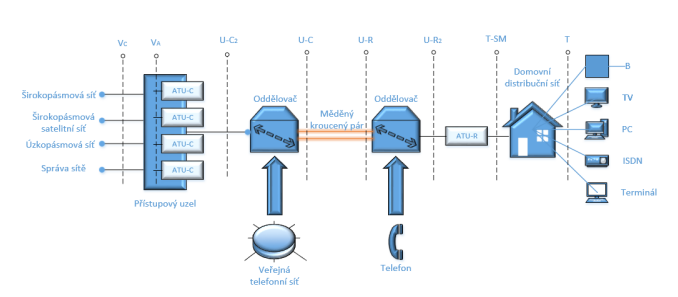 VC
VA
U-C2
U-C
U-R
U-R2
T-SM
T
Širokopásmová síť
Širokopásmová
satelitní síť
Úzkopásmová síť
Správa sítě
ATU-C
ATU-C
ATU-C
ATU-C
Přístupový uzel
Oddělovač
Měděný
kroucený pár
Oddělovač
ATU-R
Domovní
distribuční síť
B
TV
PC
ISDN
Terminál
Veřejná
telefonní síť
Telefon